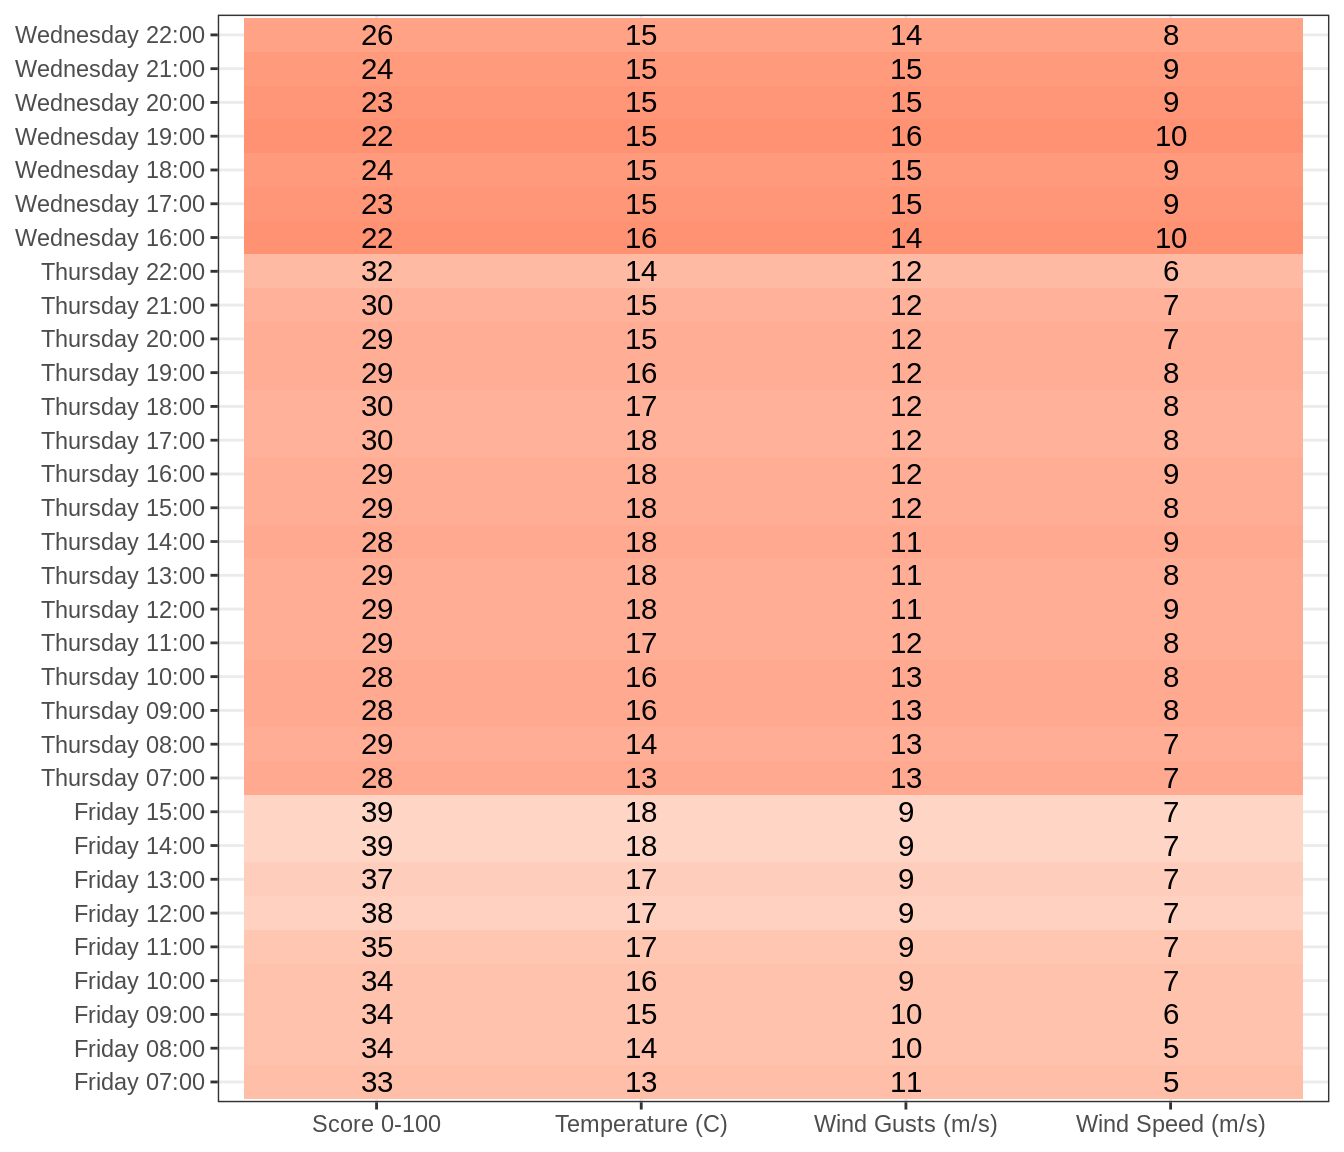 Wednesday 22:00 26 15 14 8
Wednesday 21:00 24 15 15 9
Wednesday 20:00 23 15 15 9
Wednesday 19:00 22 15 16 10
Wednesday 18:00 24 15 15 9
Wednesday 17:00 23 15 15 9
Wednesday 16:00 22 16 14 10
Thursday 22:00 32 14 12 6
Thursday 21:00 30 15 12 7
Thursday 20:00 29 15 12 7
Thursday 19:00 29 16 12 8
Thursday 18:00 30 17 12 8
Thursday 17:00 30 18 12 8
Thursday 16:00 29 18 12 9
Thursday 15:00 29 18 12 8
Thursday 14:00 28 18 11 9
Thursday 13:00 29 18 11 8
Thursday 12:00 29 18 11 9
Thursday 11:00 29 17 12 8
Thursday 10:00 28 16 13 8
Thursday 09:00 28 16 13 8
Thursday 08:00 29 14 13 7
Thursday 07:00 28 13 13 7
Friday 15:00 39 18 9 7
Friday 14:00 39 18 9 7
Friday 13:00 37 17 9 7
Friday 12:00 38 17 9 7
Friday 11:00 35 17 9 7
Friday 10:00 34 16 9 7
Friday 09:00 34 15 10 6
Friday 08:00 34 14 10 5
Friday 07:00 33 13 11 5
Score 0-100 Temperature (C) Wind Gusts (m/s) Wind Speed (m/s)